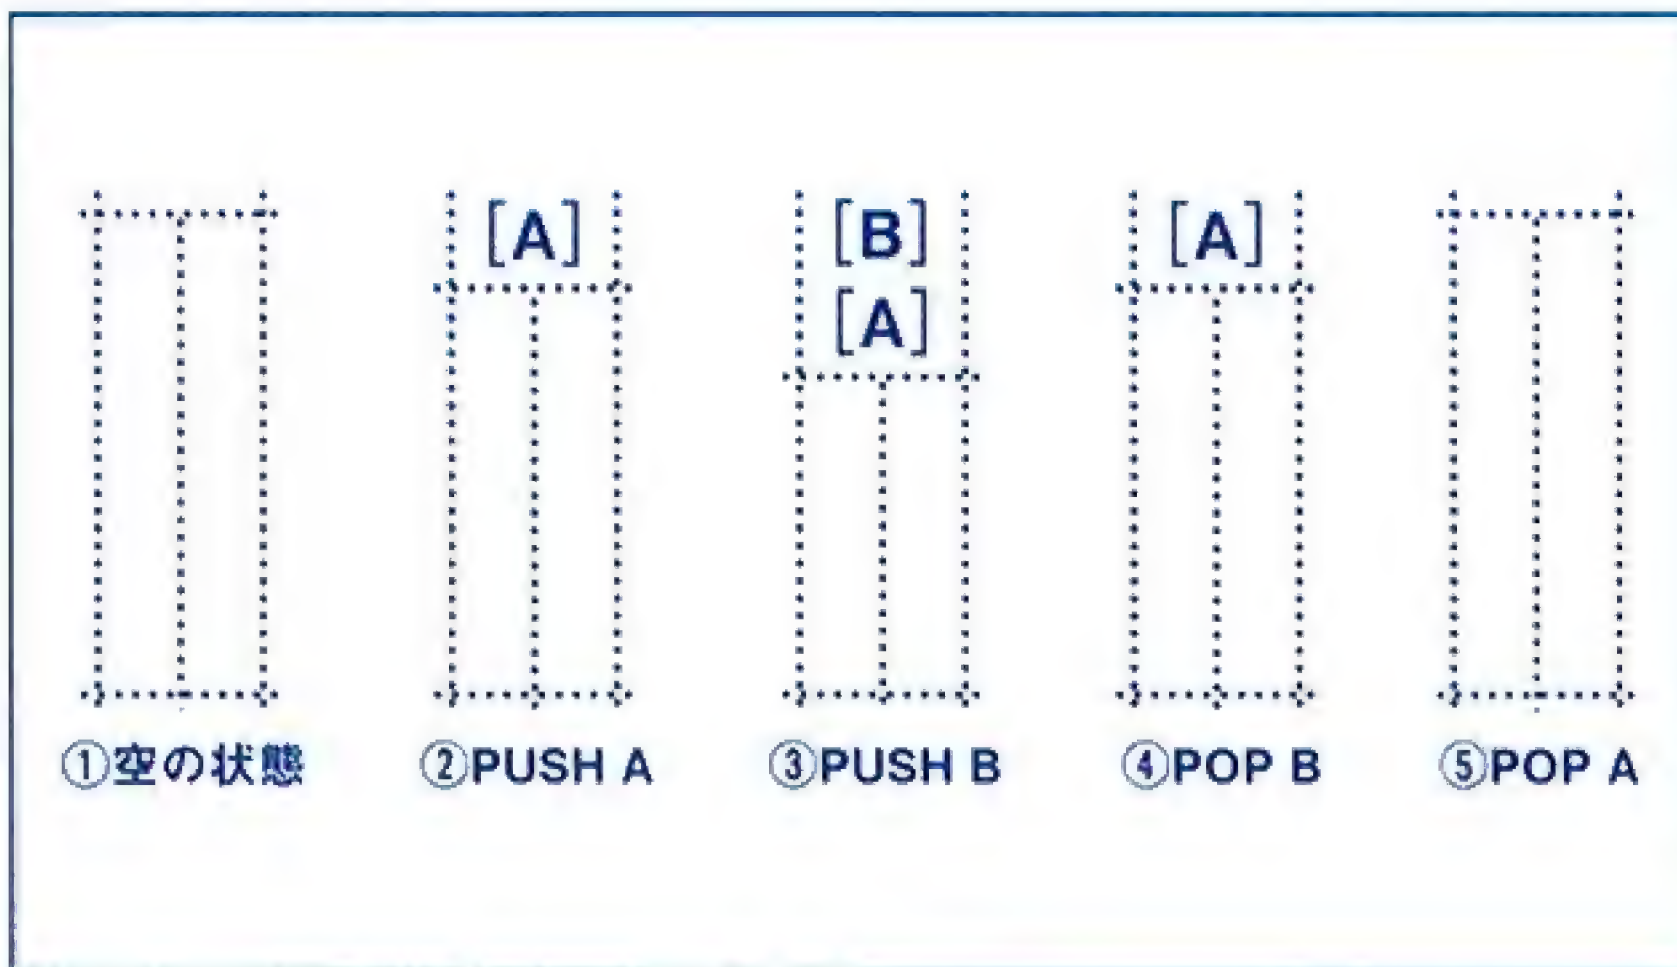 [A]
[B]
[A]
[A]
①空の状態
②PUSH A
③PUSH B
④POP B
⑤POP A